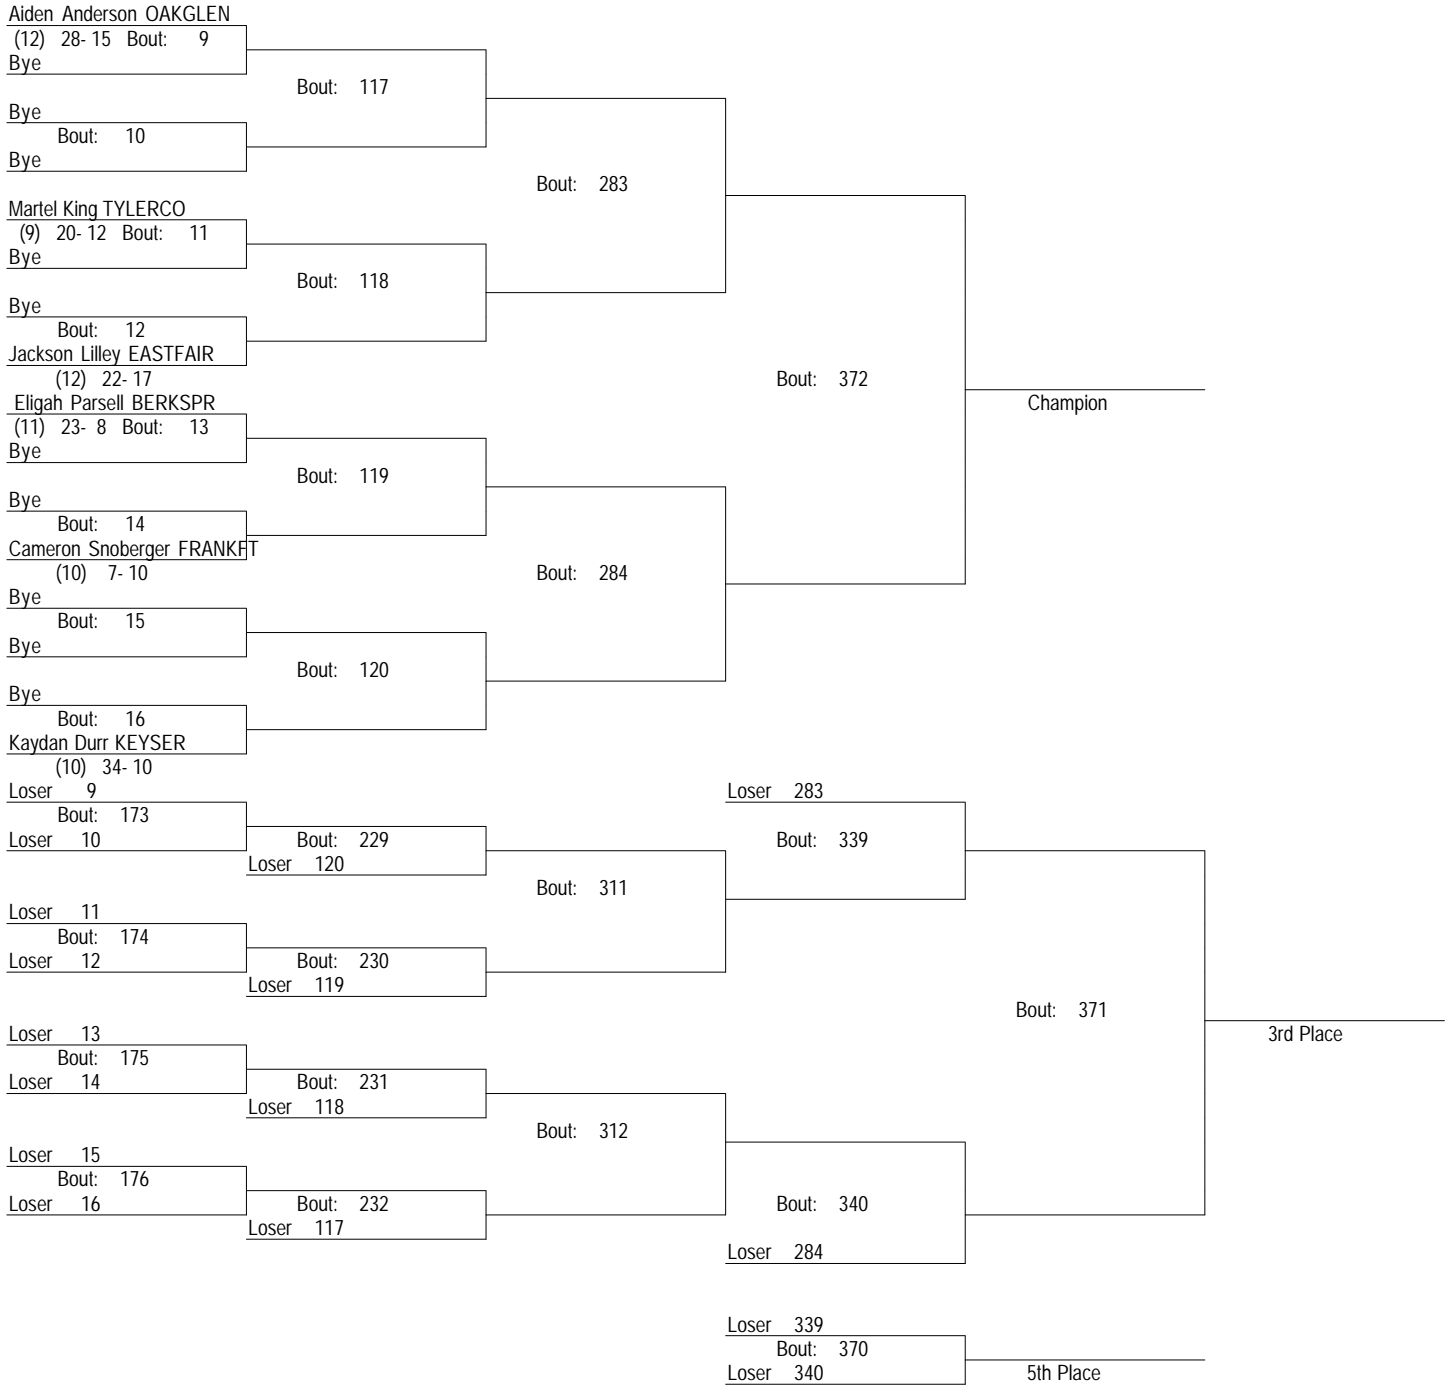 Aiden Anderson OAKGLEN
(12) 28- 15 Bout: 9
Bye
Bout: 117
Bye
Bout: 10
Bye
Bout: 283
Martel King TYLERCO
(9) 20- 12 Bout: 11
Bye
Bout: 118
Bye
Bout: 12
Jackson Lilley EASTFAIR
(12) 22- 17
Bout: 372
Champion
Eligah Parsell BERKSPR
(11) 23- 8 Bout: 13
Bye
Bout: 119
Bye
Bout: 14
Cameron Snoberger FRANKFT
(10) 7- 10
Bout: 284
Bye
Bout: 15
Bye
Bout: 120
Bye
Bout: 16
Kaydan Durr KEYSER
(10) 34- 10
Loser 9
Bout: 173
Loser 10
Bout: 229
Loser 120
Loser 283
Bout: 339
Bout: 311
Loser 11
Bout: 174
Loser 12
Bout: 230
Loser 119
Bout: 371
3rd Place
Loser 13
Bout: 175
Loser 14
Bout: 231
Loser 118
Bout: 312
Loser 15
Bout: 176
Loser 16
Bout: 232
Loser 117
Bout: 340
Loser 284
Loser 339
Bout: 370
Loser 340
5th Place